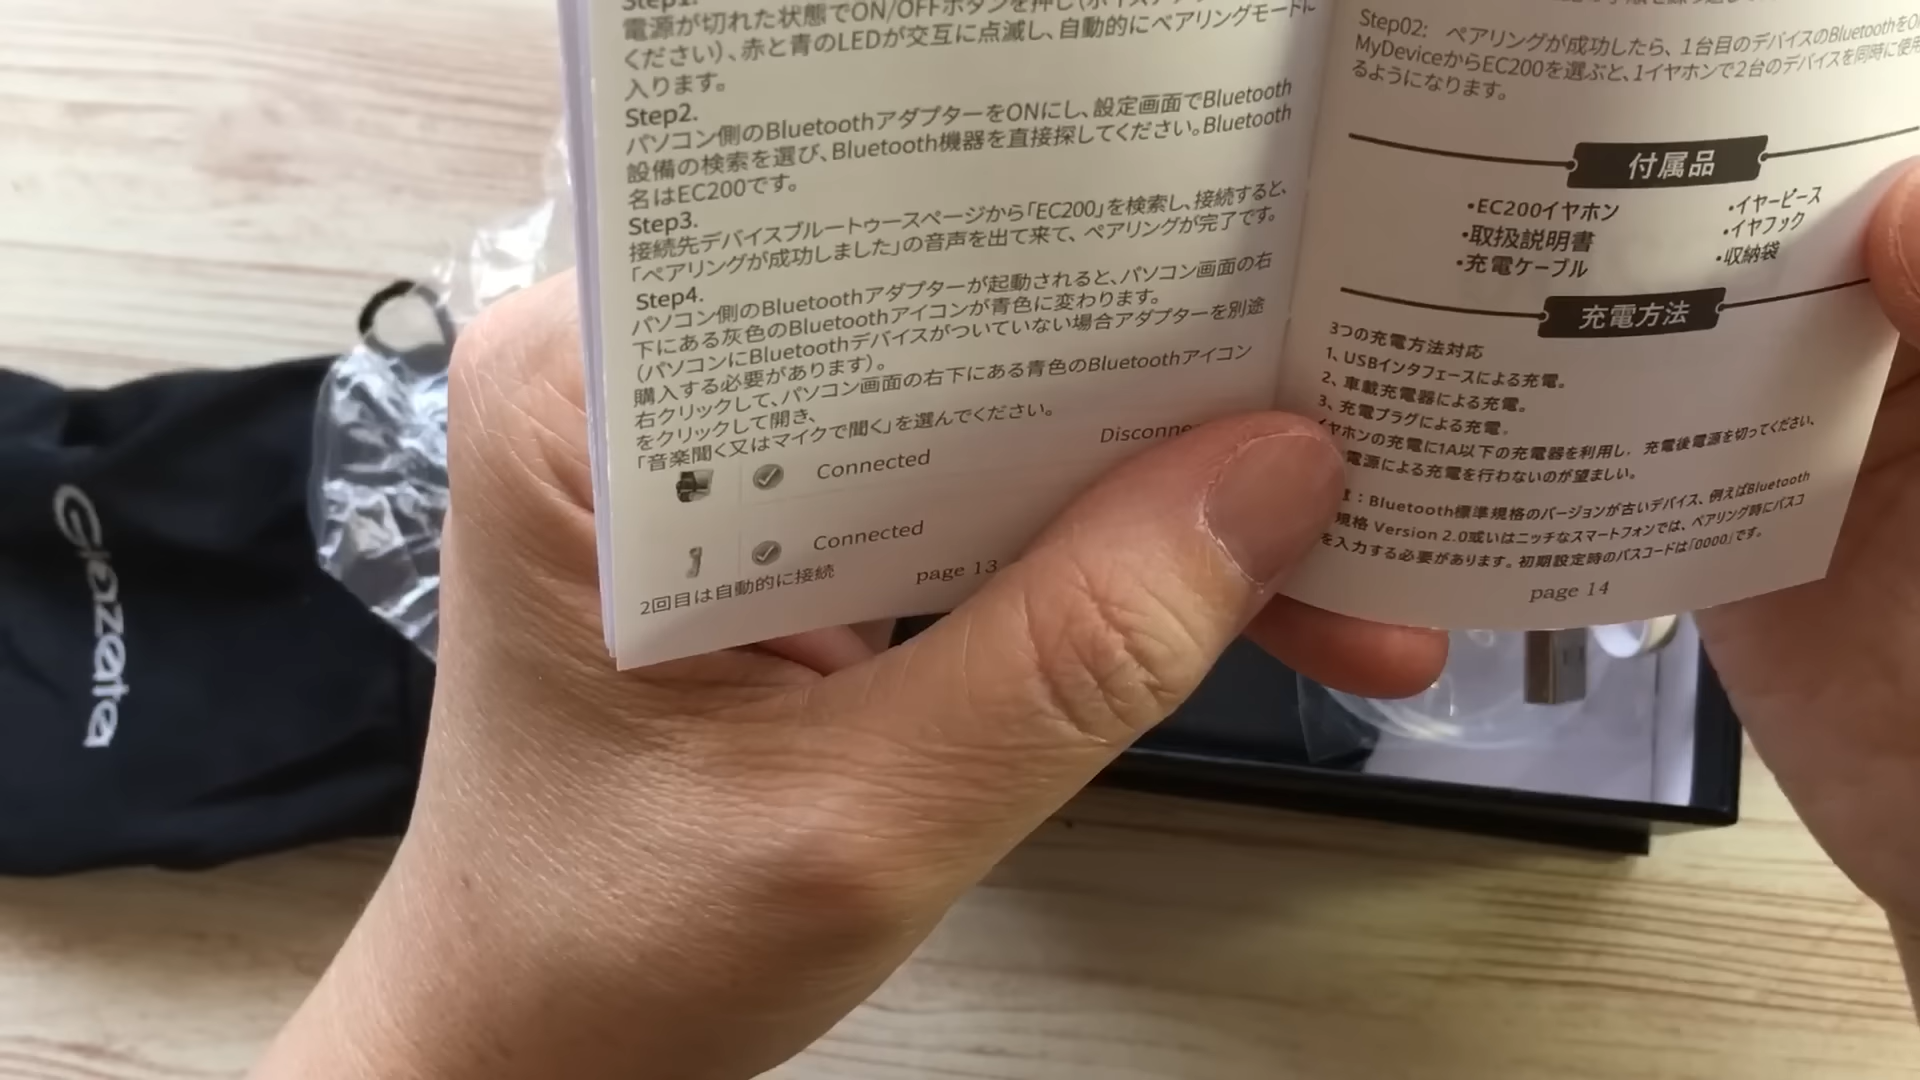 Step1.
電源が切れた状態でON/OFFボタンを押し
ください)、赤と青のLEDが交互に点滅し、自動的にペアリングモードに
入ります。
Step2.
パソコン側のBluetoothアダプターをONにし、設定画面でBluetooth
設備の検索を選び、Bluetooth機器を直接探してください。Bluetooth
名はEC200です。
Step3.
接続先デバイスブルートゥースページから「EC200」を検索し、接続すると、
「ペアリングが成功しました」の音声を出て来て、ペアリングが完了です。
Step4.
パソコン側のBluetoothアダプターが起動されると、パソコン画面の右
下にある灰色のBluetoothアイコンが青色に変わります。
(パソコンにBluetoothデバイスがついていない場合アダプターを別途
購入する必要があります)。
右クリックして、パソコン画面の右下にある青色のBluetoothアイコン
をクリックして開き、
「音楽聞く又はマイクで聞く」を選んでください。
Connected
Connected
2回目は自動的に接続
page 13
Step02: ペアリングが成功したら、1台目のデバイスのBluetoothを
MyDeviceからEC200を選ぶと、1イヤホンで2台のデバイスを同時に使用
るようになります。
付属品
・EC200イヤホン
・取扱説明書
・充電ケーブル
・イヤーピース
・イヤフック
・収納袋
充電方法
3つの充電方法対応
1、USBインタフェースによる充電。
2、車載充電器による充電。
3、充電プラグによる充電。
イヤホンの充電に1A以下の充電器を利用し、充電後電源を切ってください、
電源による充電を行わないのが望ましい。
：Bluetooth標準規格のバージョンが古いデバイス、例えばBluetooth
規格 Version 2.0或いはニッチなスマートフォンでは、ペアリング時にパスコ
を入力する必要があります。初期設定時のパスコードは「0000」です。
page 14
Glazata